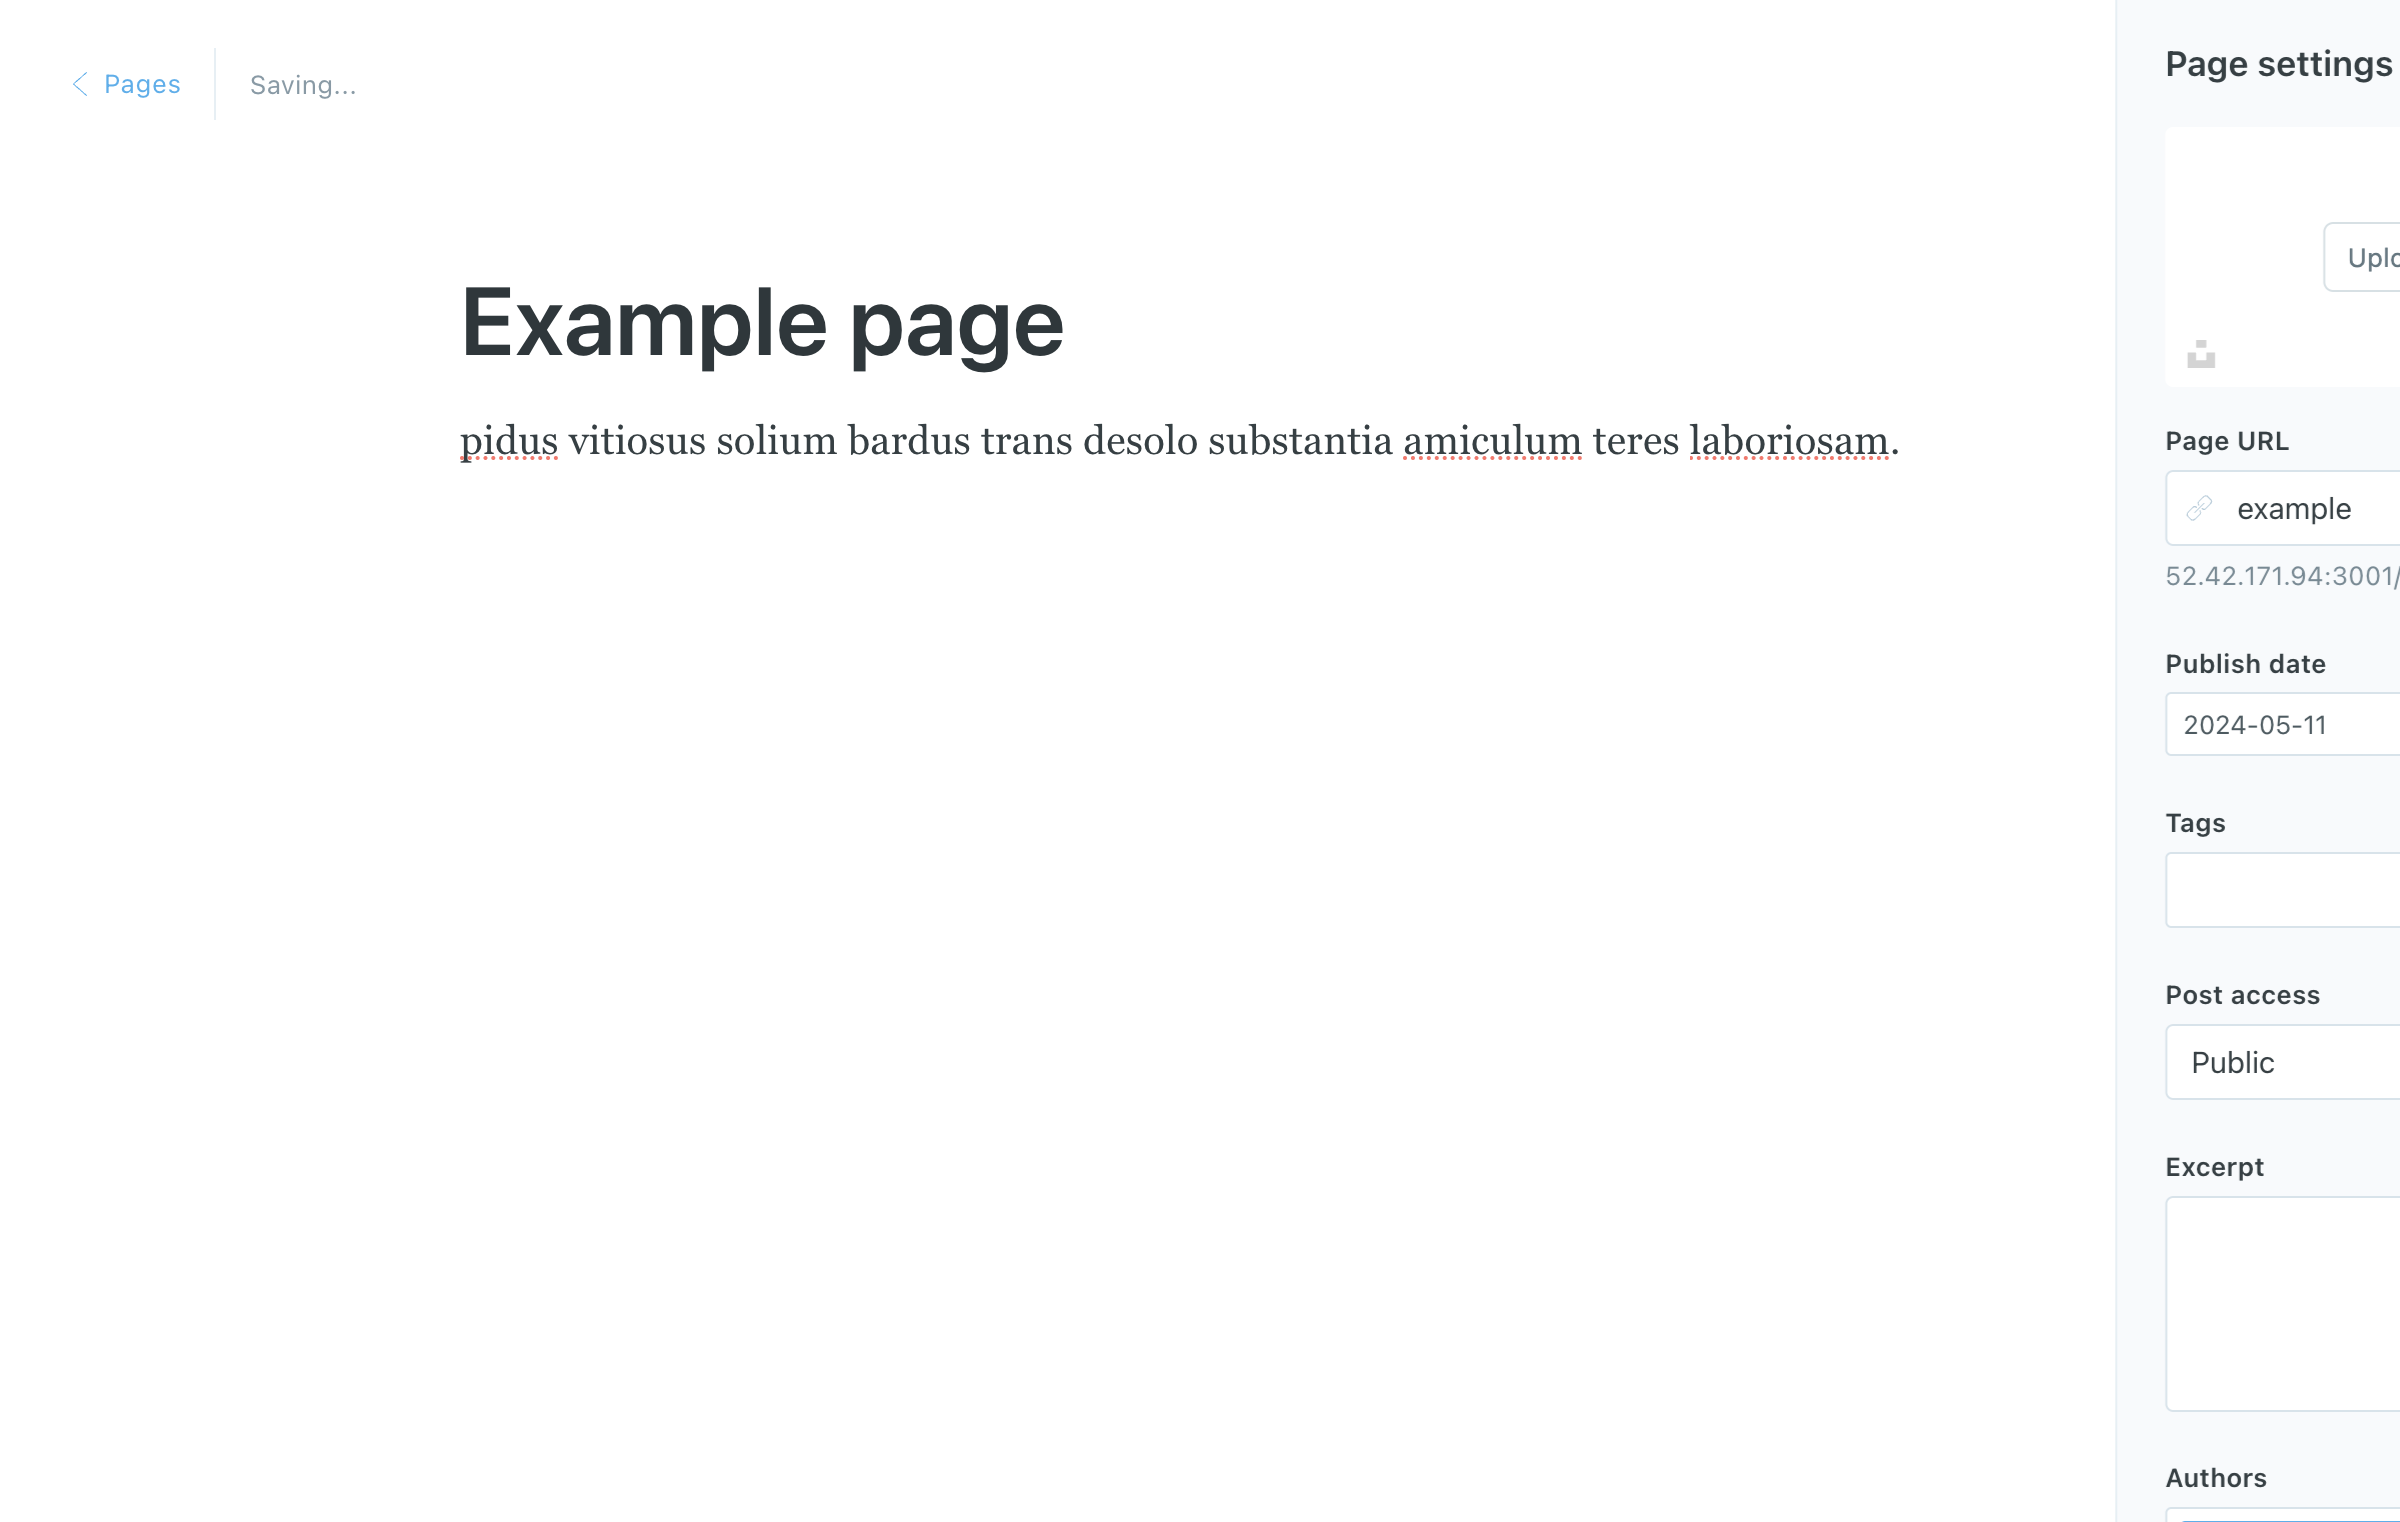 Pages
Saving...
Example page
pidus vitiosus solium bardus trans desolo substantia amiculum teres laboriosam.
Page settings
Page URL
example
52.42.171.94:3001/
Publish date
2024-05-11
Tags
Post access
Public
Excerpt
Authors